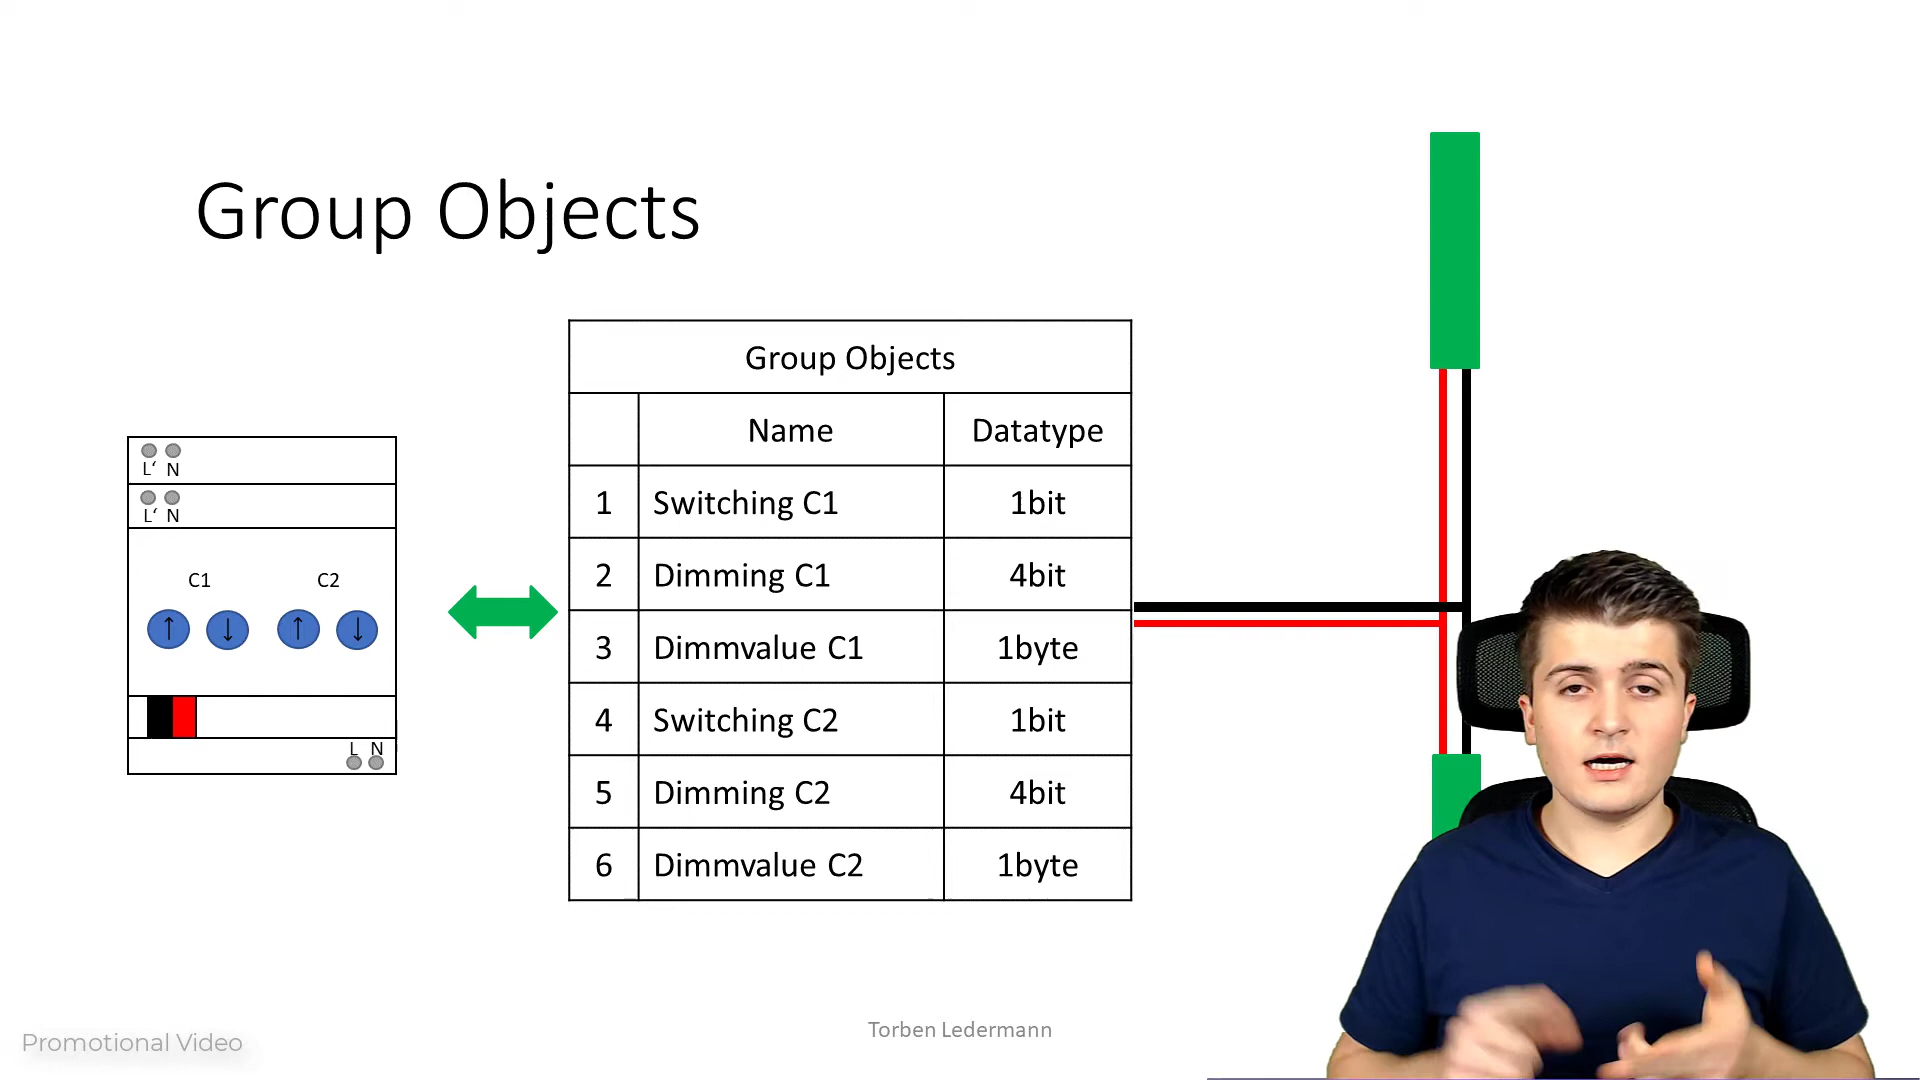 Group Objects
Group Objects
Name Datatype
1 Switching C1 1bit
2 Dimming C1 4bit
3 Dimmvalue C1 1byte
4 Switching C2 1bit
5 Dimming C2 4bit
6 Dimmvalue C2 1byte
L‘ N
L‘ N
C1 C2
↑ ↓ ↑ ↓
L N
Torben Ledermann
Promotional Video